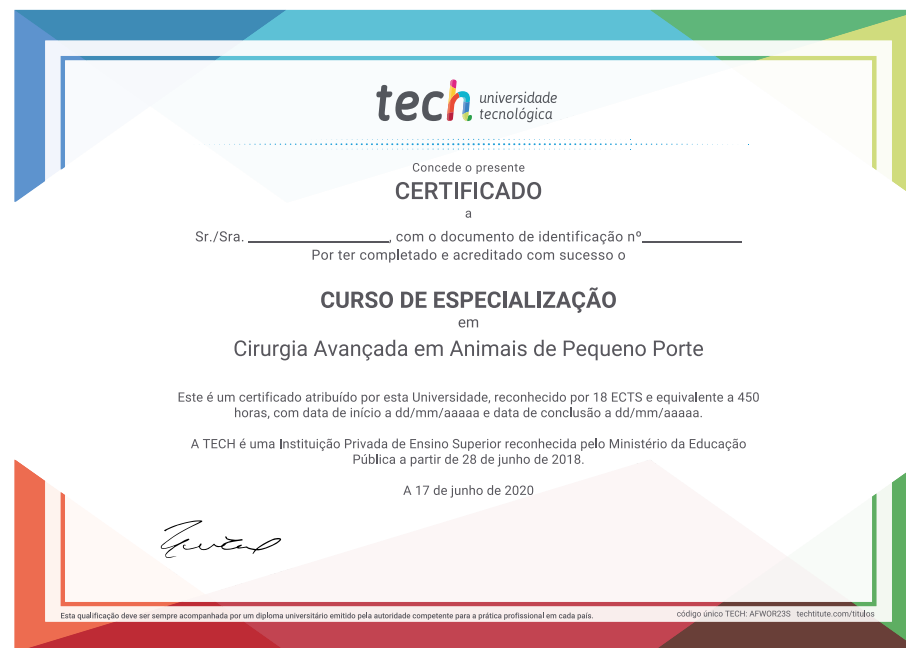 tech universidade
tecnológica
Concede o presente
CERTIFICADO
a
Sr./Sra. , com o documento de identificação nº
Por ter completado e acreditado com sucesso o
CURSO DE ESPECIALIZAÇÃO
em
Cirurgia Avançada em Animais de Pequeno Porte
Este é um certificado atribuído por esta Universidade, reconhecido por 18 ECTS e equivalente a 450
horas, com data de início a dd/mm/aaaaa e data de conclusão a dd/mm/aaaaa.
A TECH é uma Instituição Privada de Ensino Superior reconhecida pelo Ministério da Educação
Pública a partir de 28 de junho de 2018.
A 17 de junho de 2020
Esta qualificação deve ser sempre acompanhada por um diploma universitário emitido pela autoridade competente para a prática profissional em cada país.
código único TECH: AFWOR23S techtitute.com/titulos